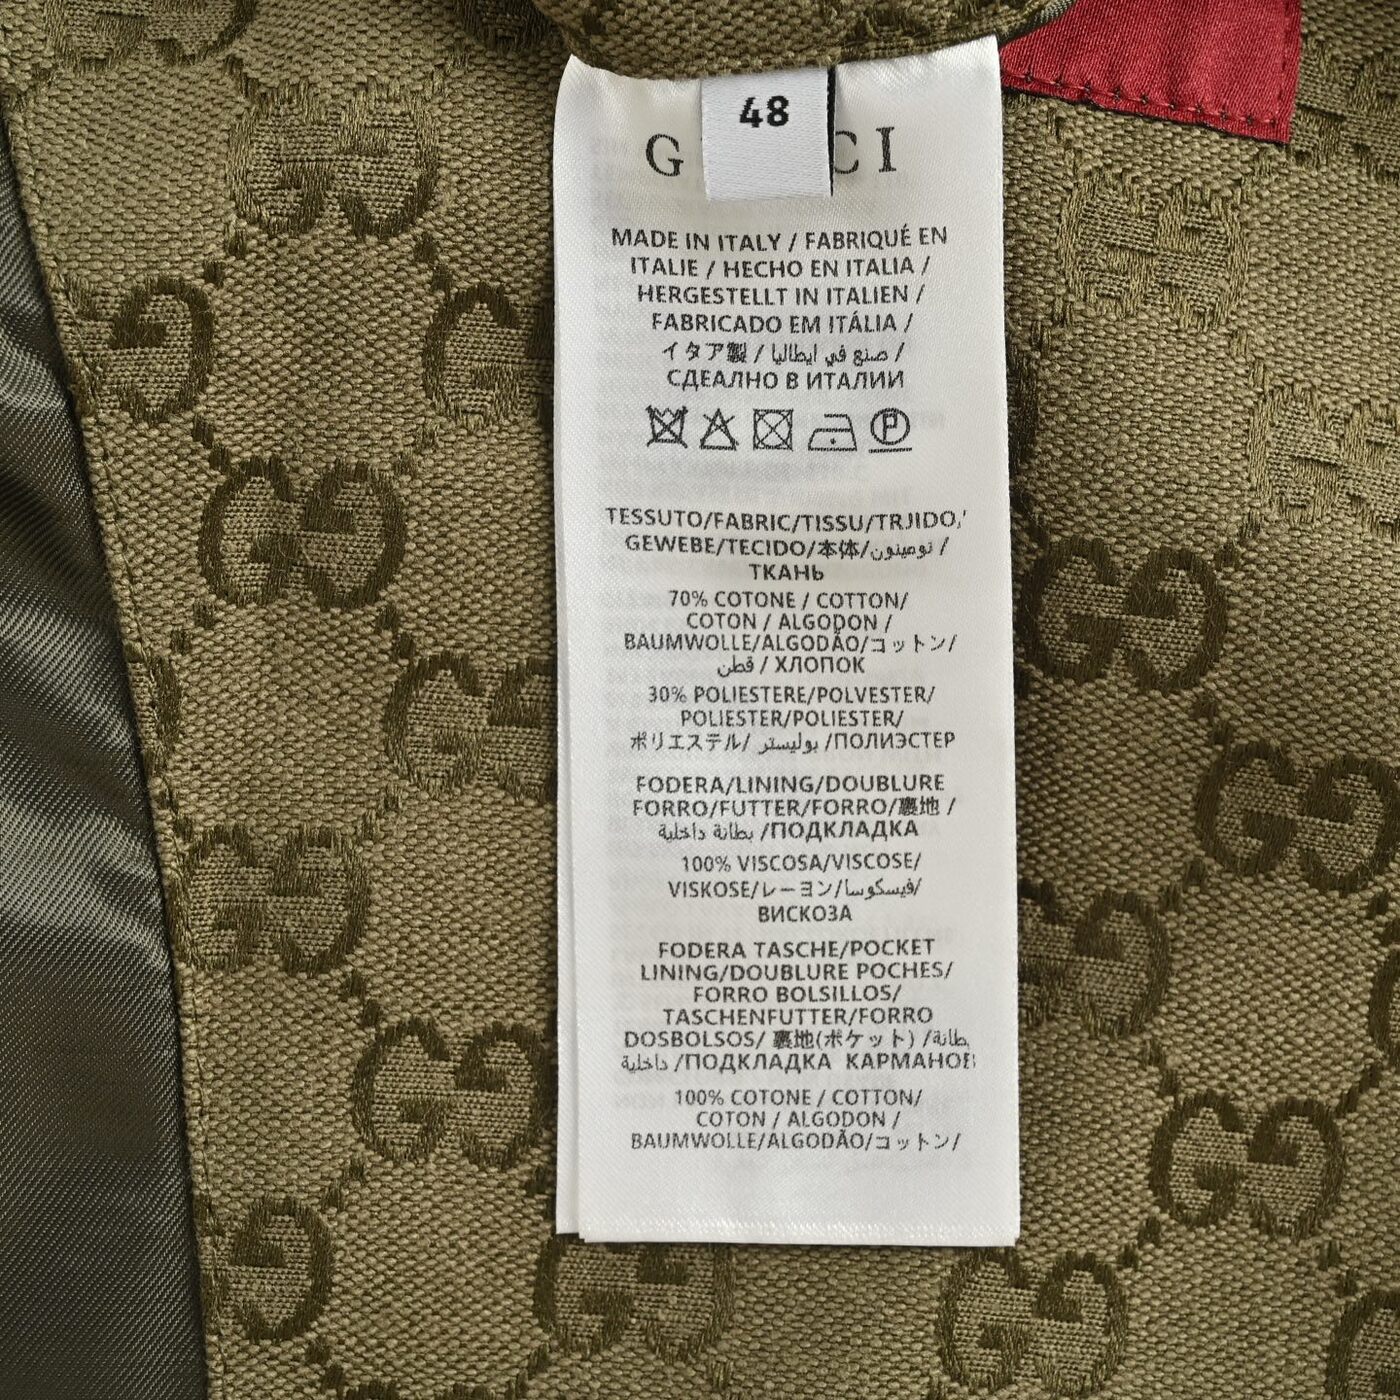 48
G CI
MADE IN ITALY / FABRIQUÉ EN
ITALIE / HECHO EN ITALIA /
HERGESTELLT IN ITALIEN /
FABRICADO EM ITÁLIA /
イタア製 / صنع في ايطاليا /
СДЕАЛНО В ИТАЛИИ
TESSUTO/FABRIC/TISSU/TRJIDO/
GEWEBE/TECIDO/本体/تومينون /
ТКАНЬ
70% COTONE / COTTON/
COTON / ALGODON /
BAUMWOLLE/ALGODÃO/コットン/
قطن / ХЛОПОК
30% POLIESTERE/POLVESTER/
POLIESTER/POLIESTER/
ポリエステル/ بوليستر /ПОЛИЭСТЕР
FODERA/LINING/DOUBLURE
FORRO/FUTTER/FORRO/裏地 /
بطانة داخلية /ПОДКЛАДКА
100% VISCOSA/VISCOSE/
VISKOSE/レーヨン/فيسكوسا/
ВИСКОЗА
FODERA TASCHE/POCKET
LINING/DOUBLURE POCHES/
FORRO BOLSILLOS/
TASCHENFUTTER/FORRO
DOSBOLSOS/ 裏地(ポケット) /بطانة
داخلية /ПОДКЛАДКА КАРМАНОВ
100% COTONE / COTTON/
COTON / ALGODON /
BAUMWOLLE/ALGODÃO/コットン/